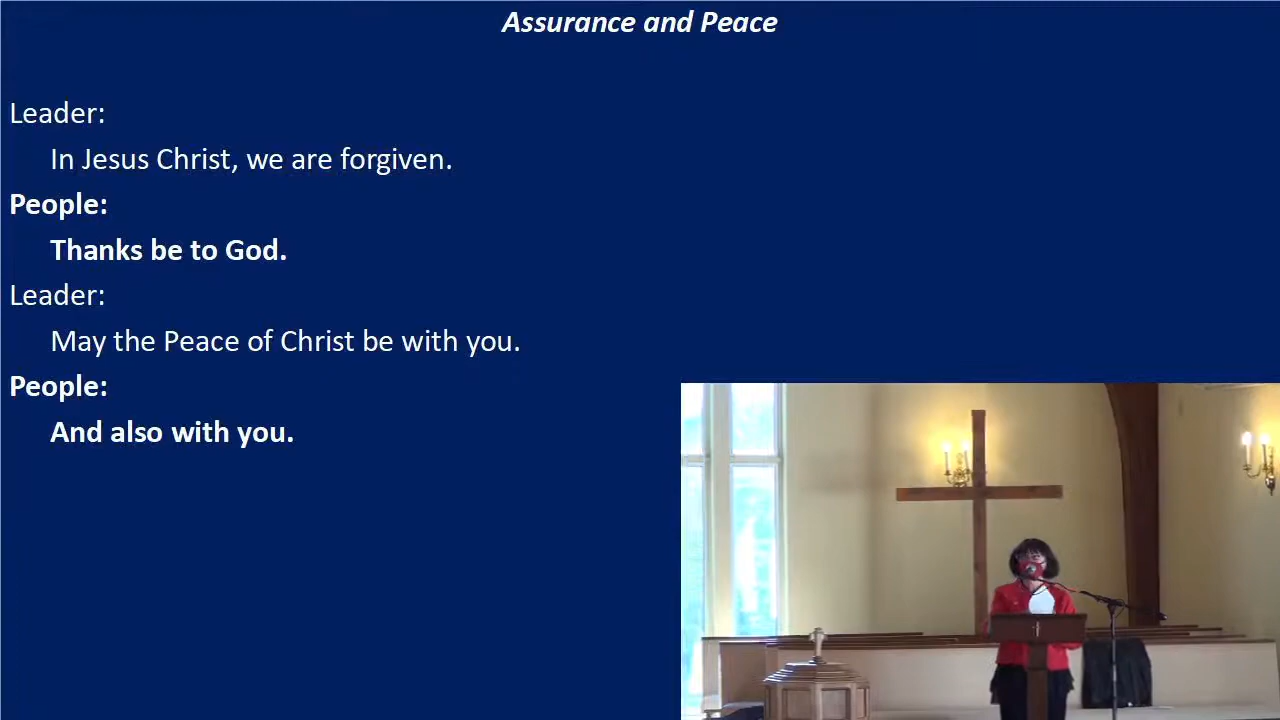 Assurance and Peace
Leader:
In Jesus Christ, we are forgiven.
People:
Thanks be to God.
Leader:
May the Peace of Christ be with you.
People:
And also with you.